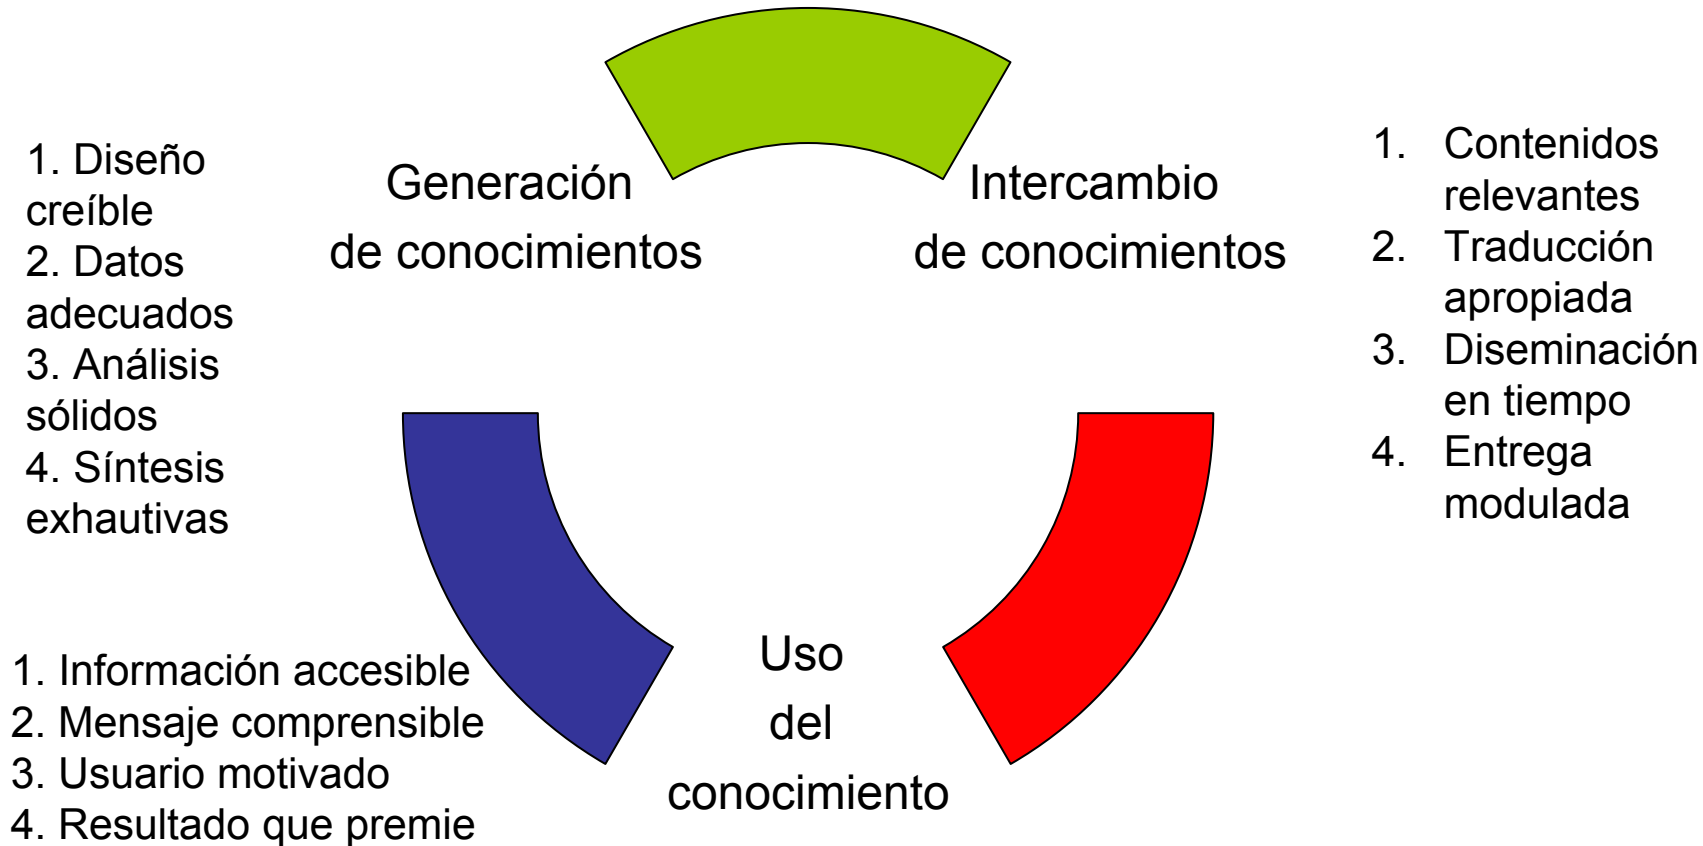 1. Diseño
creíble
2. Datos
adecuados
3. Análisis
sólidos
4. Síntesis
exhautivas
Generación
de conocimientos
Intercambio
de conocimientos
1. Contenidos
relevantes
2. Traducción
apropiada
3. Diseminación
en tiempo
4. Entrega
modulada
1. Información accesible
2. Mensaje comprensible
3. Usuario motivado
4. Resultado que premie
Uso
del
conocimiento